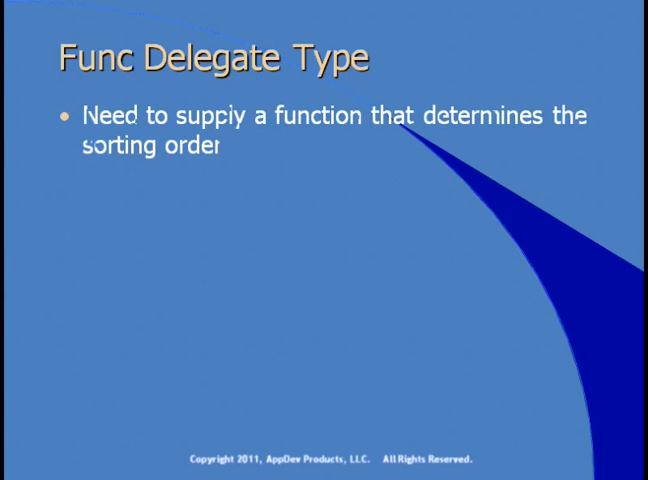 Func Delegate Type
• Need to supply a function that determines the
sorting order
Copyright 2011, AppDev Products, LLC. All Rights Reserved.